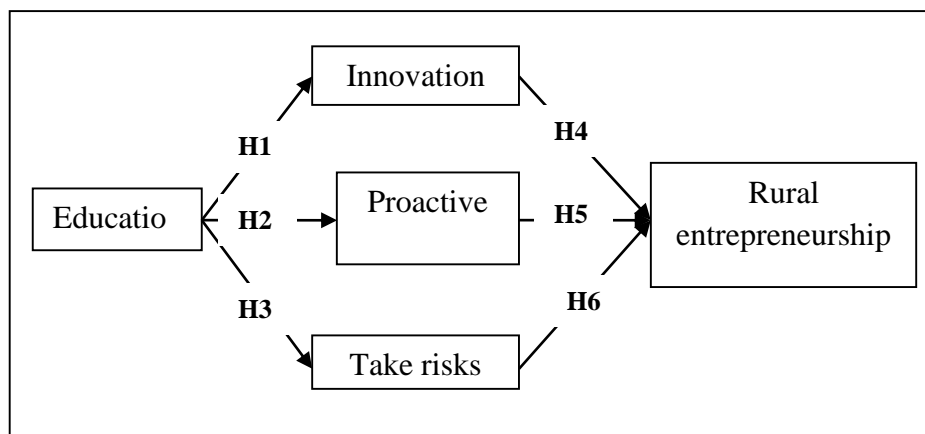 Innovation
H1
H4
Educatio
H2
Proactive
H5
Rural
entrepreneurship
H3
H6
Take risks